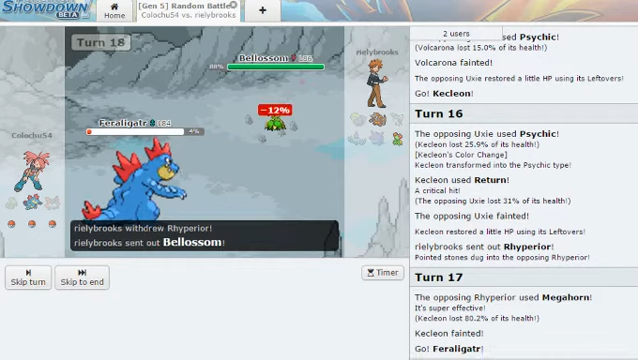 SHOWDOWN
BETA
Home
[Gen 5] Random Battle
Colochu54 vs. rielybrooks
+
2 users
Turn 18
Bellossom
88%
Feraligatr
4%
-12%
Colochu54
rielybrooks
rielybrooks withdrew Rhyperior!
rielybrooks sent out Bellossom!
Skip turn
Skip to end
Timer
Psychic!
(Volcarona lost 15.0% of its health!)
Volcarona fainted!
The opposing Uxie restored a little HP using its Leftovers!
Go! Kecleon!
Turn 16
The opposing Uxie used Psychic!
(Kecleon lost 25.9% of its health!)
[Kecleon's Color Change]
Kecleon transformed into the Psychic type!
Kecleon used Return!
A critical hit!
(The opposing Uxie lost 31% of its health!)
The opposing Uxie fainted!
Kecleon restored a little HP using its Leftovers!
rielybrooks sent out Rhyperior!
Pointed stones dug into the opposing Rhyperior!
Turn 17
The opposing Rhyperior used Megahorn!
It's super effective!
(Kecleon lost 80.2% of its health!)
Kecleon fainted!
Go! Feraligatr!